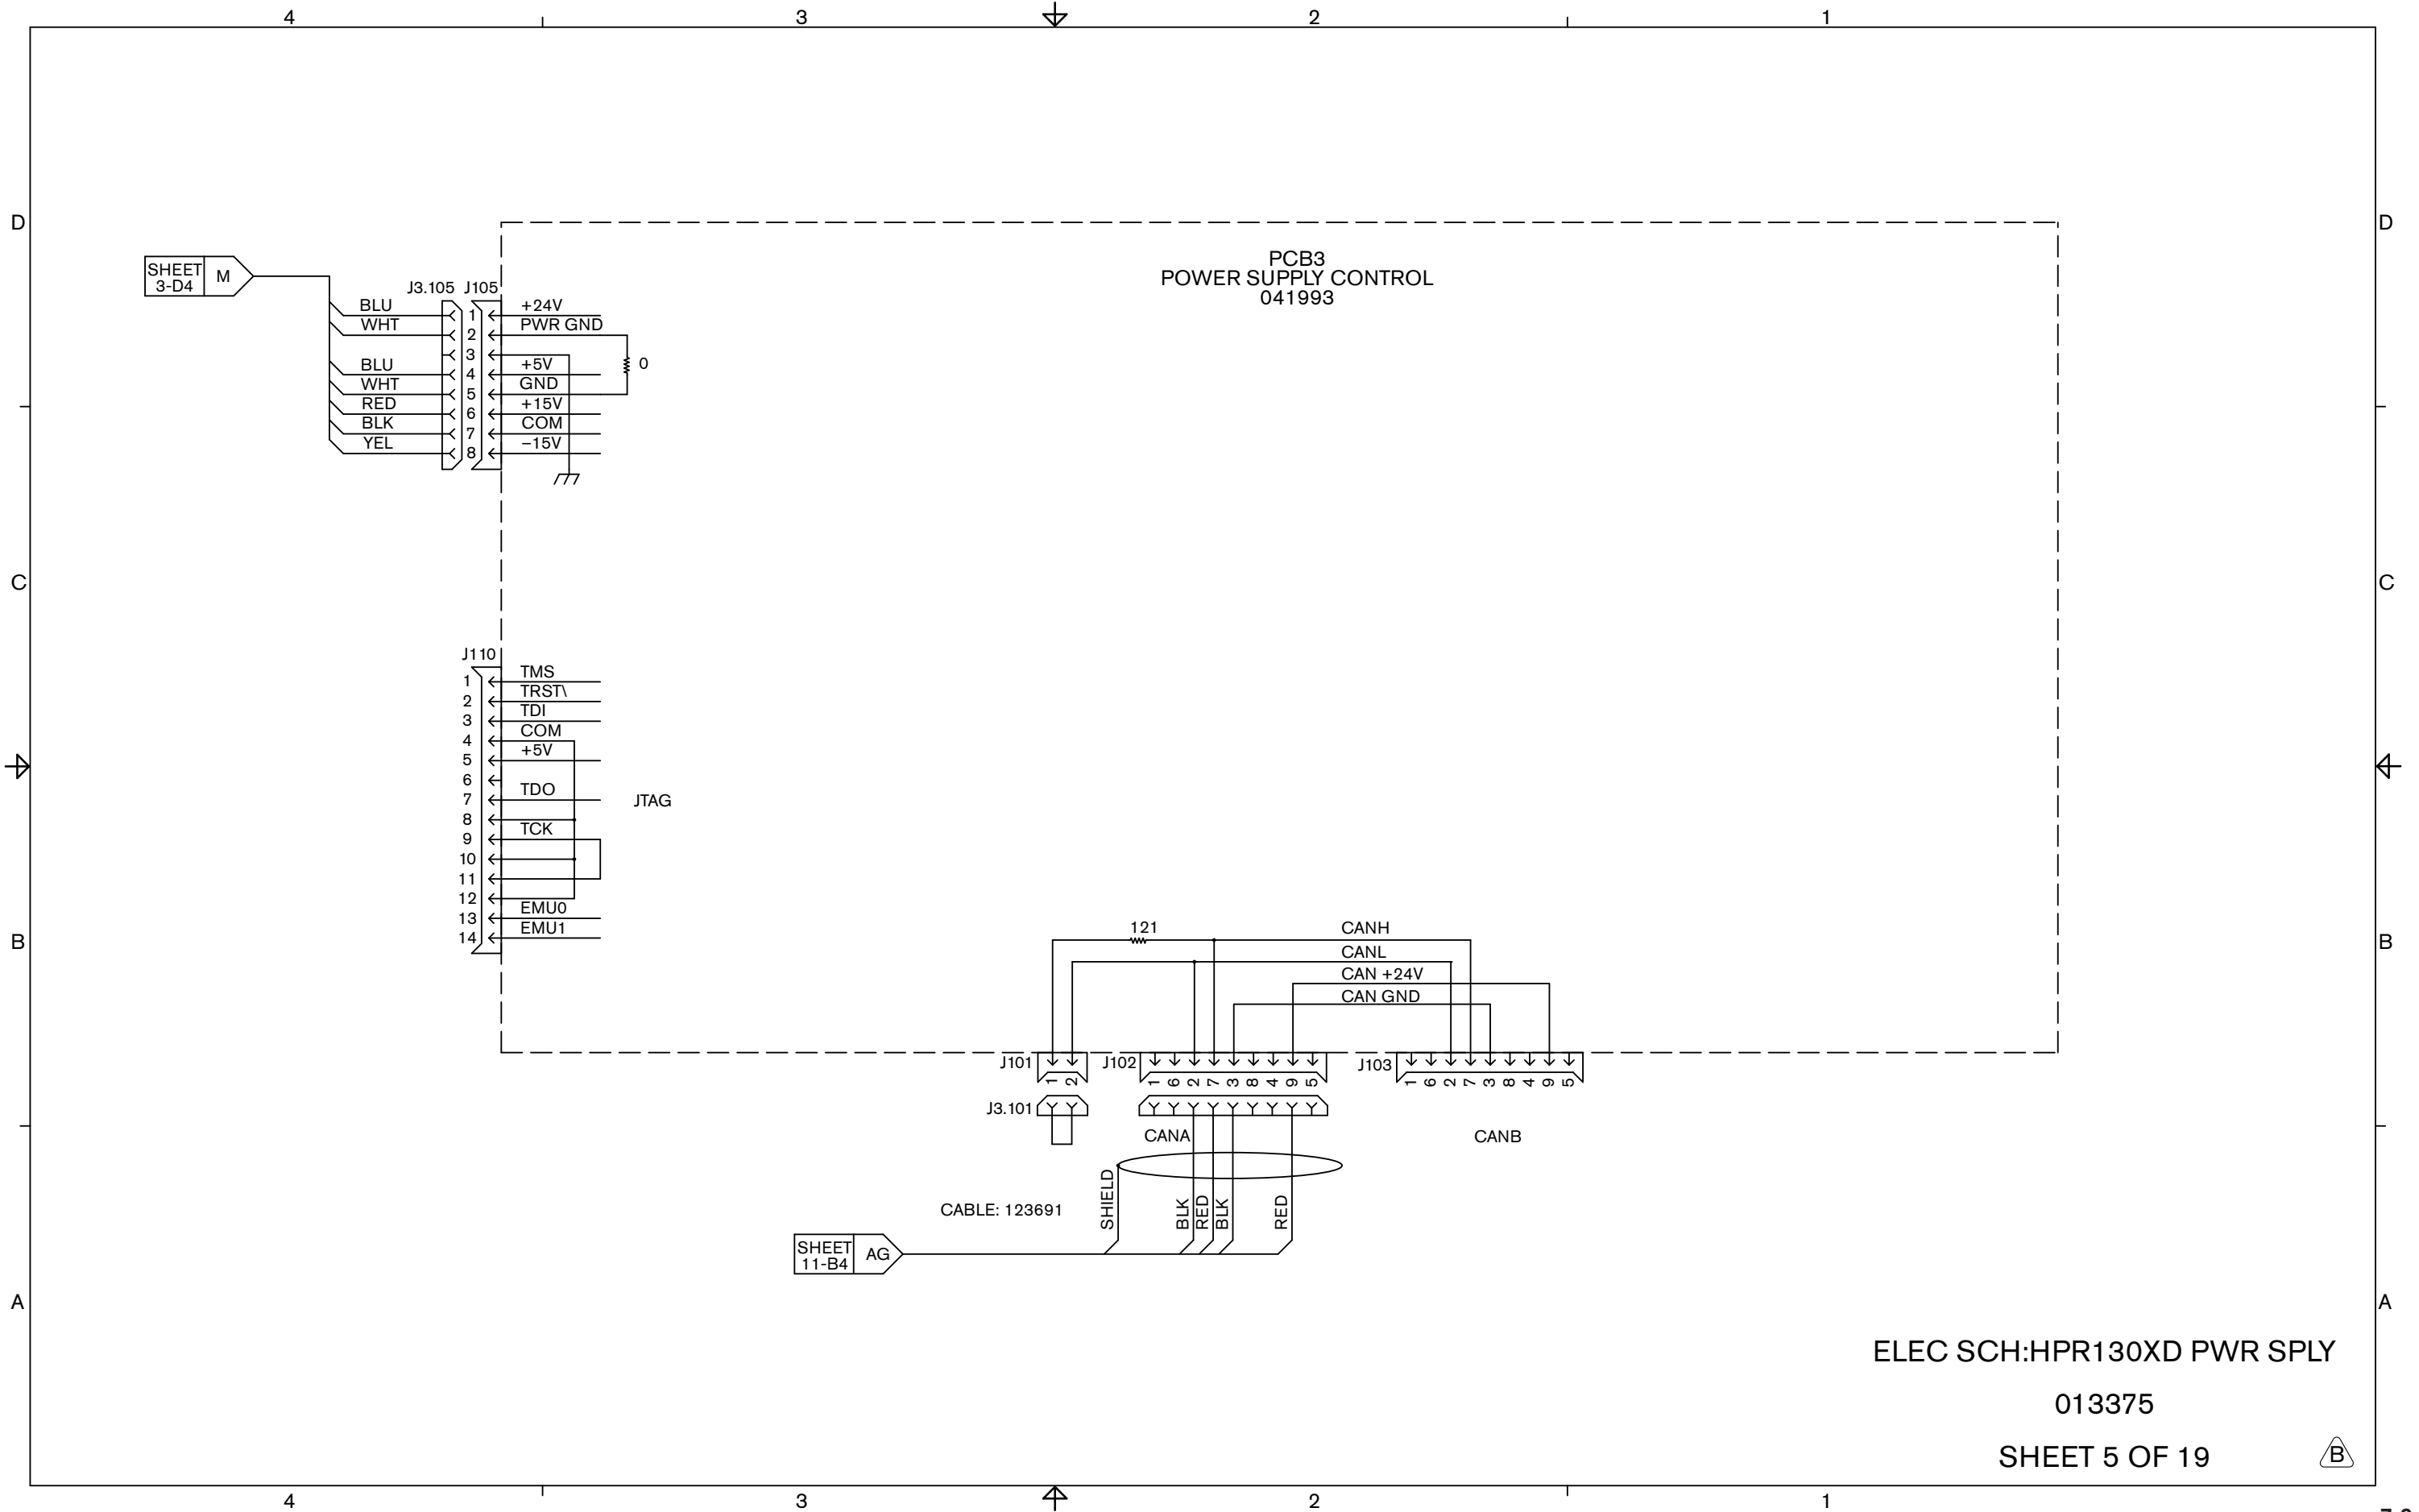 4 3 2 1
D D
PCB3
POWER SUPPLY CONTROL
041993
SHEET
3-D4
M
J3.105 J105
BLU 1 +24V
WHT 2 PWR GND
3
0
BLU 4 +5V
WHT 5 GND
RED 6 +15V
BLK 7 COM
YEL 8 −15V
C C
J110
1 TMS
2 TRST\
3 TDI
4 COM
5 +5V
6
7 TDO
JTAG
8
9 TCK
10
11
12
13 EMU0
14 EMU1
B B
121 CANH
CANL
CAN +24V
CAN GND
J101 1 2
J102 1 6 2 7 3 8 4 9 5
J103 1 6 2 7 3 8 4 9 5
J3.101
CANA
CANB
CABLE: 123691
SHIELD BLK RED BLK RED
SHEET
11-B4
AG
A A
ELEC SCH:HPR130XD PWR SPLY
013375
SHEET 5 OF 19
B
4 3 2 1